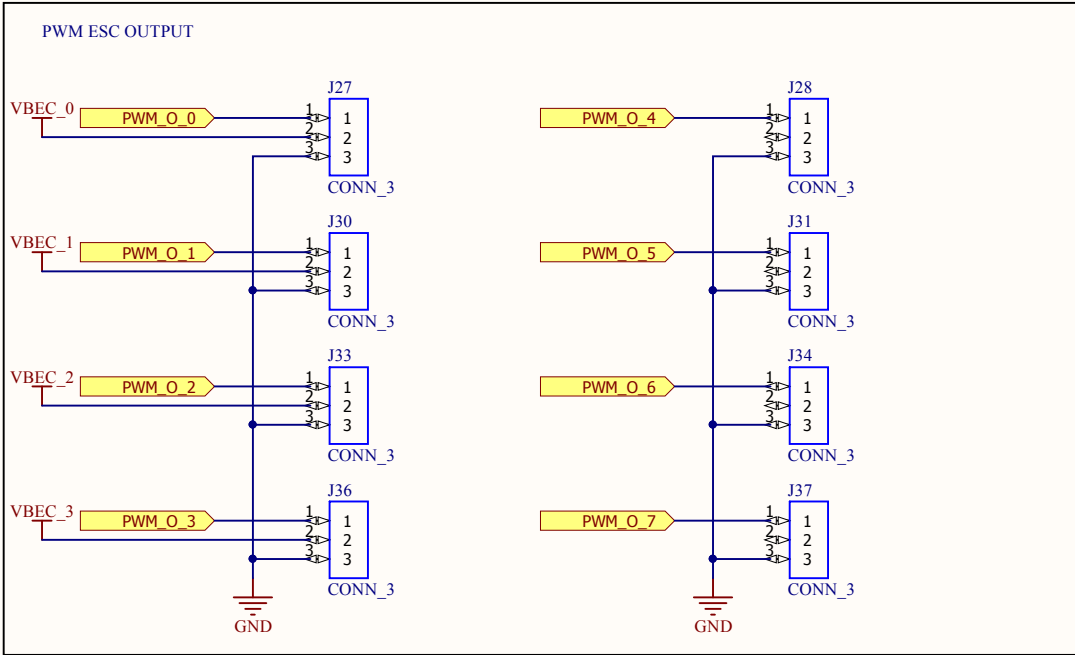 PWM ESC OUTPUT
J27
VBEC_0
PWM_O_0
1 1
2 2
3 3
CONN_3
J28
PWM_O_4
1 1
2 2
3 3
CONN_3
J30
VBEC_1
PWM_O_1
1 1
2 2
3 3
CONN_3
J31
PWM_O_5
1 1
2 2
3 3
CONN_3
J33
VBEC_2
PWM_O_2
1 1
2 2
3 3
CONN_3
J34
PWM_O_6
1 1
2 2
3 3
CONN_3
J36
VBEC_3
PWM_O_3
1 1
2 2
3 3
CONN_3
J37
PWM_O_7
1 1
2 2
3 3
CONN_3
GND
GND